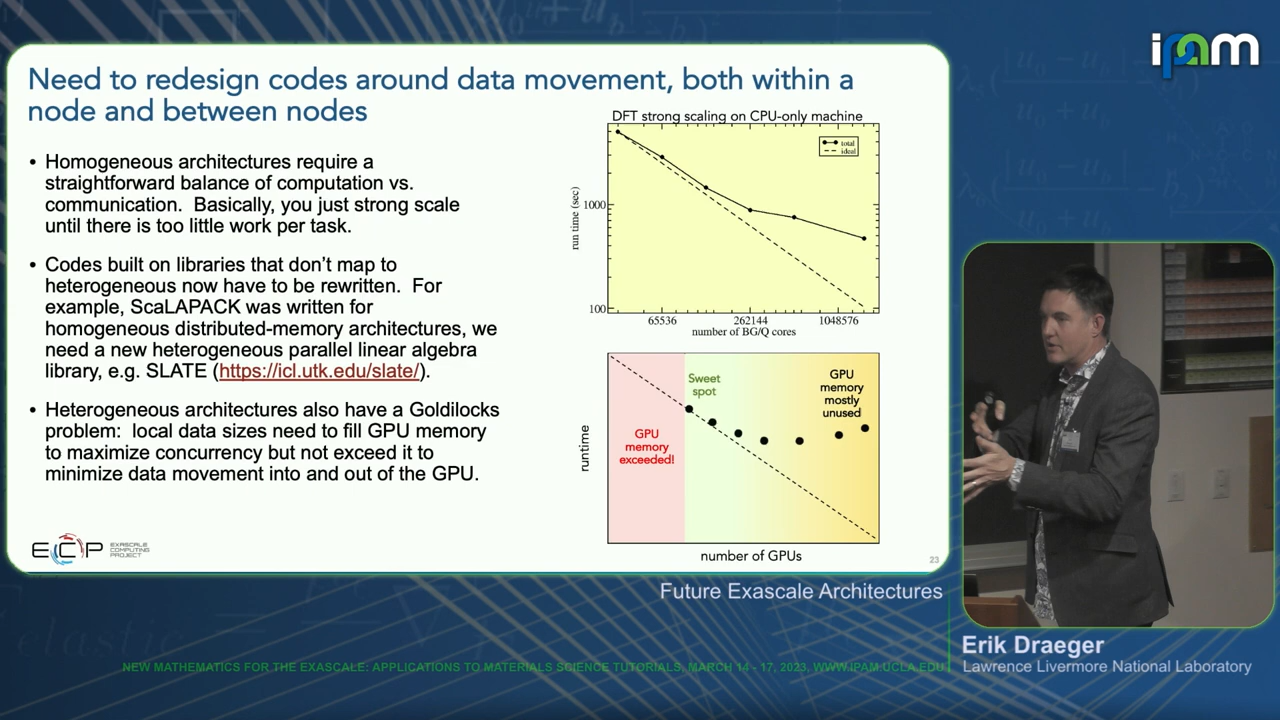 ipam
Need to redesign codes around data movement, both within a
node and between nodes
• Homogeneous architectures require a
straightforward balance of computation vs.
communication. Basically, you just strong scale
until there is too little work per task.
• Codes built on libraries that don't map to
heterogeneous now have to be rewritten. For
example, ScaLAPACK was written for
homogeneous distributed-memory architectures, we
need a new heterogeneous parallel linear algebra
library, e.g. SLATE (https://icl.utk.edu/slate/).
• Heterogeneous architectures also have a Goldilocks
problem: local data sizes need to fill GPU memory
to maximize concurrency but not exceed it to
minimize data movement into and out of the GPU.
DFT strong scaling on CPU-only machine
total
ideal
run time (sec)
1000
100
65536
262144
1048576
number of BG/Q cores
Sweet
spot
GPU
memory
mostly
unused
GPU
memory
exceeded!
runtime
number of GPUs
ECP
EXASCALE
COMPUTING
PROJECT
23
Future Exascale Architectures
Erik Draeger
Lawrence Livermore National Laboratory
NEW MATHEMATICS FOR THE EXASCALE: APPLICATIONS TO MATERIALS SCIENCE TUTORIALS, MARCH 14 - 17, 2023, WWW.IPAM.UCLA.EDU
elastic